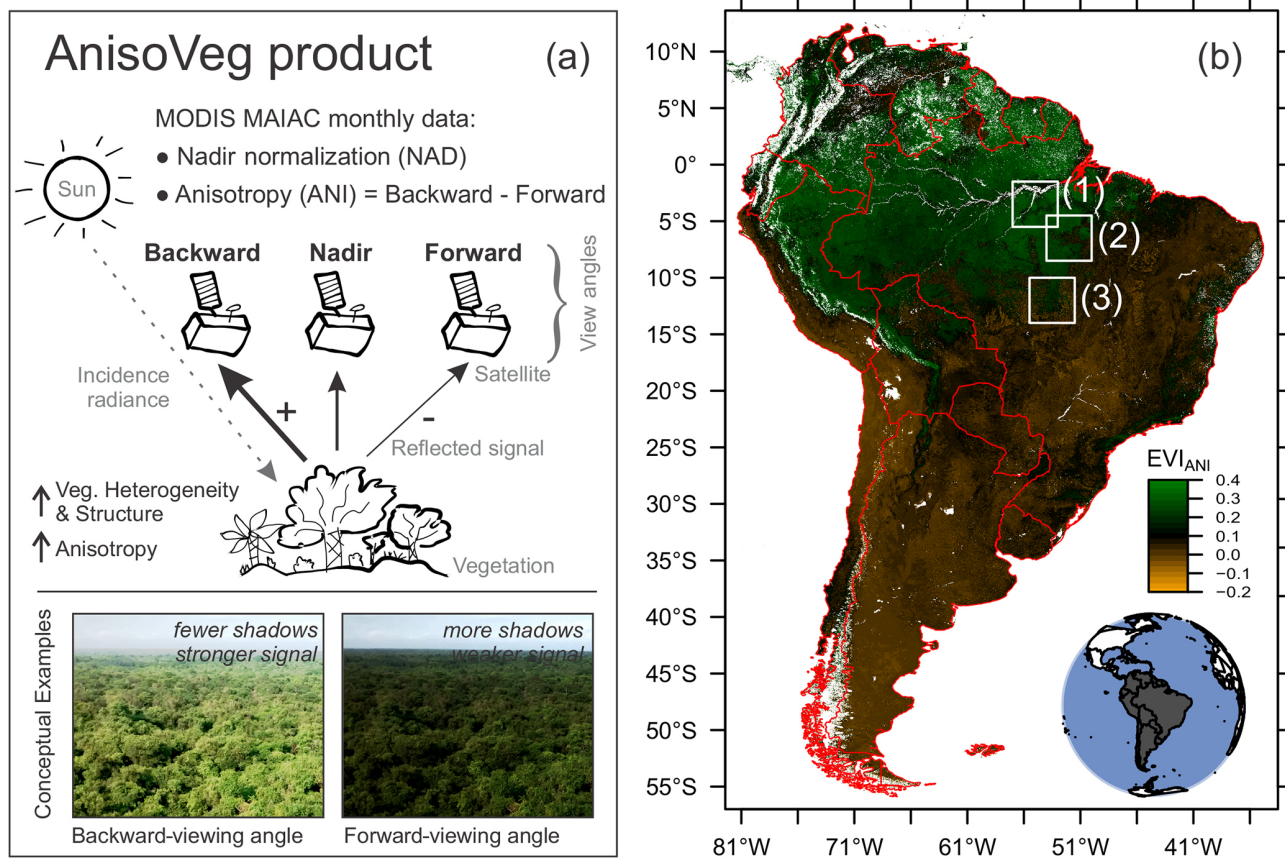 AnisoVeg product
(a)
MODIS MAIAC monthly data:
● Nadir normalization (NAD)
● Anisotropy (ANI) = Backward - Forward
Sun
Backward
Nadir
Forward
View angles
Incidence
radiance
+
-
Satellite
Reflected signal
Veg. Heterogeneity
& Structure
Anisotropy
Vegetation
Conceptual Examples
fewer shadows
stronger signal
more shadows
weaker signal
Backward-viewing angle
Forward-viewing angle
(b)
10°N
5°N
0°
5°S
10°S
15°S
20°S
25°S
30°S
35°S
40°S
45°S
50°S
55°S
(1)
(2)
(3)
EVI ANI
0.4
0.3
0.2
0.1
0.0
−0.1
−0.2
81°W
71°W
61°W
51°W
41°W